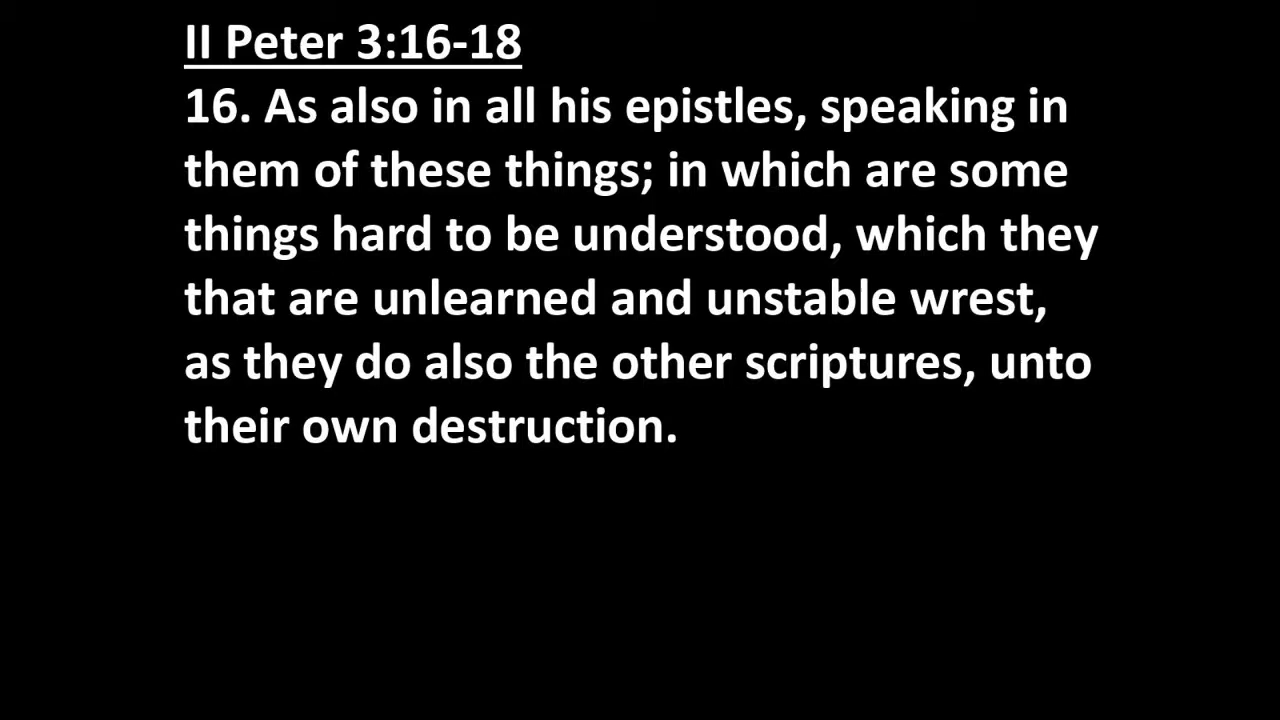 II Peter 3:16-18
16. As also in all his epistles, speaking in
them of these things; in which are some
things hard to be understood, which they
that are unlearned and unstable wrest,
as they do also the other scriptures, unto
their own destruction.